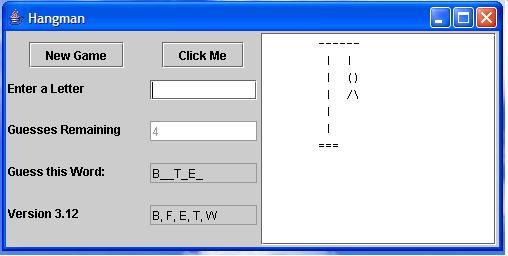 Hangman
New Game Click Me
Enter a Letter
Guesses Remaining 4
Guess this Word: B__T_E_
Version 3.12 B, F, E, T, W
------
| |
| ()
| /\
|
|
===